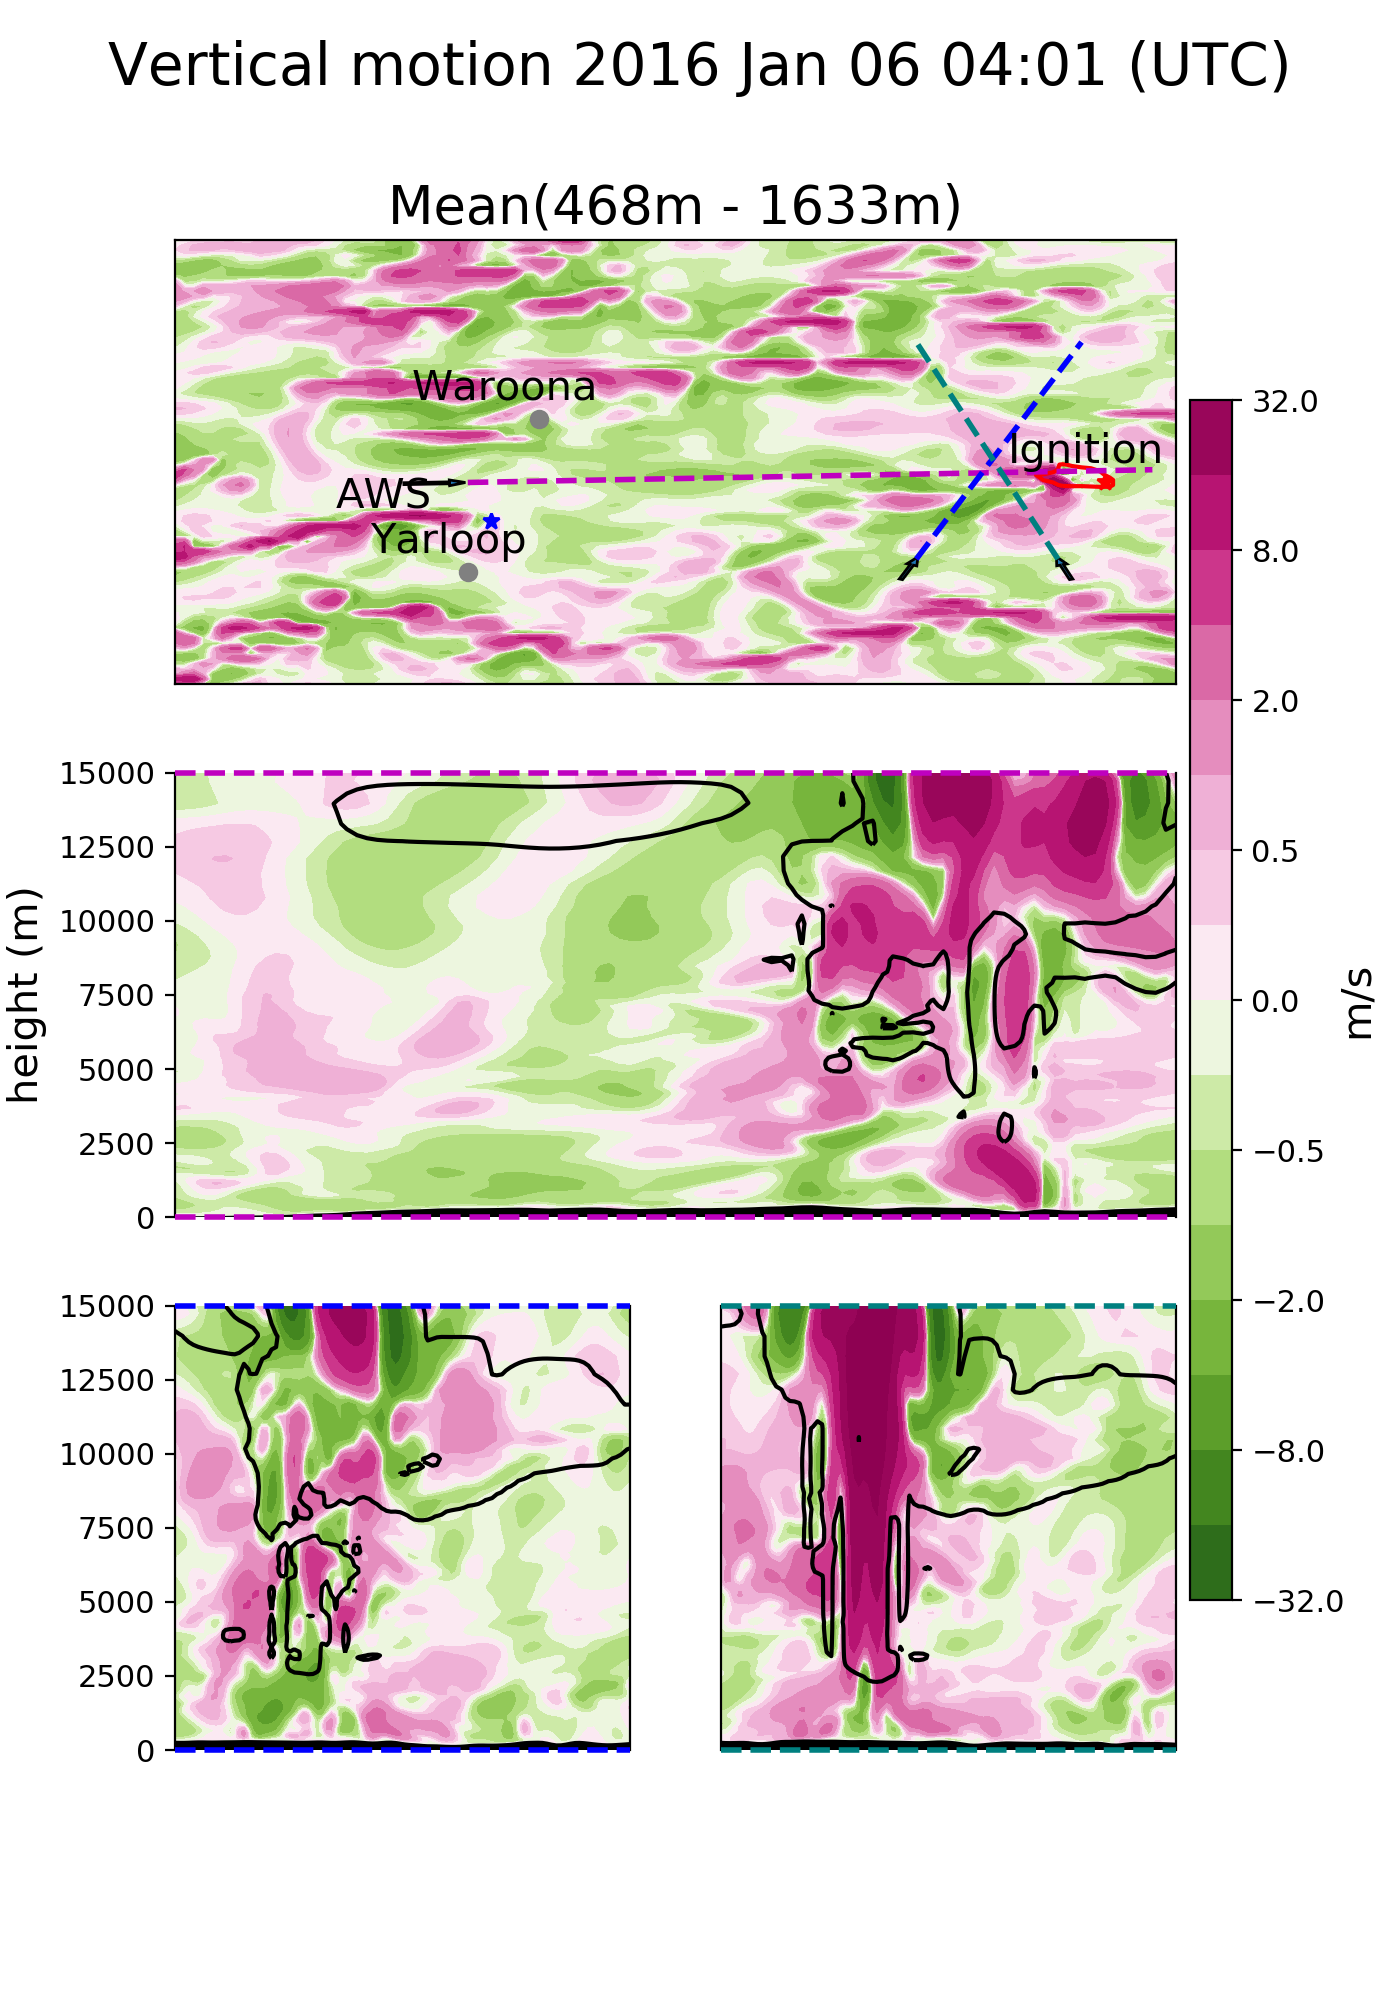 Vertical motion 2016 Jan 06 04:01 (UTC)
Mean(468m - 1633m)
Waroona
Ignition
AWS
Yarloop
32.0
8.0
2.0
0.5
0.0
−0.5
−2.0
−8.0
−32.0
m/s
height (m)
15000
12500
10000
7500
5000
2500
0
15000
12500
10000
7500
5000
2500
0